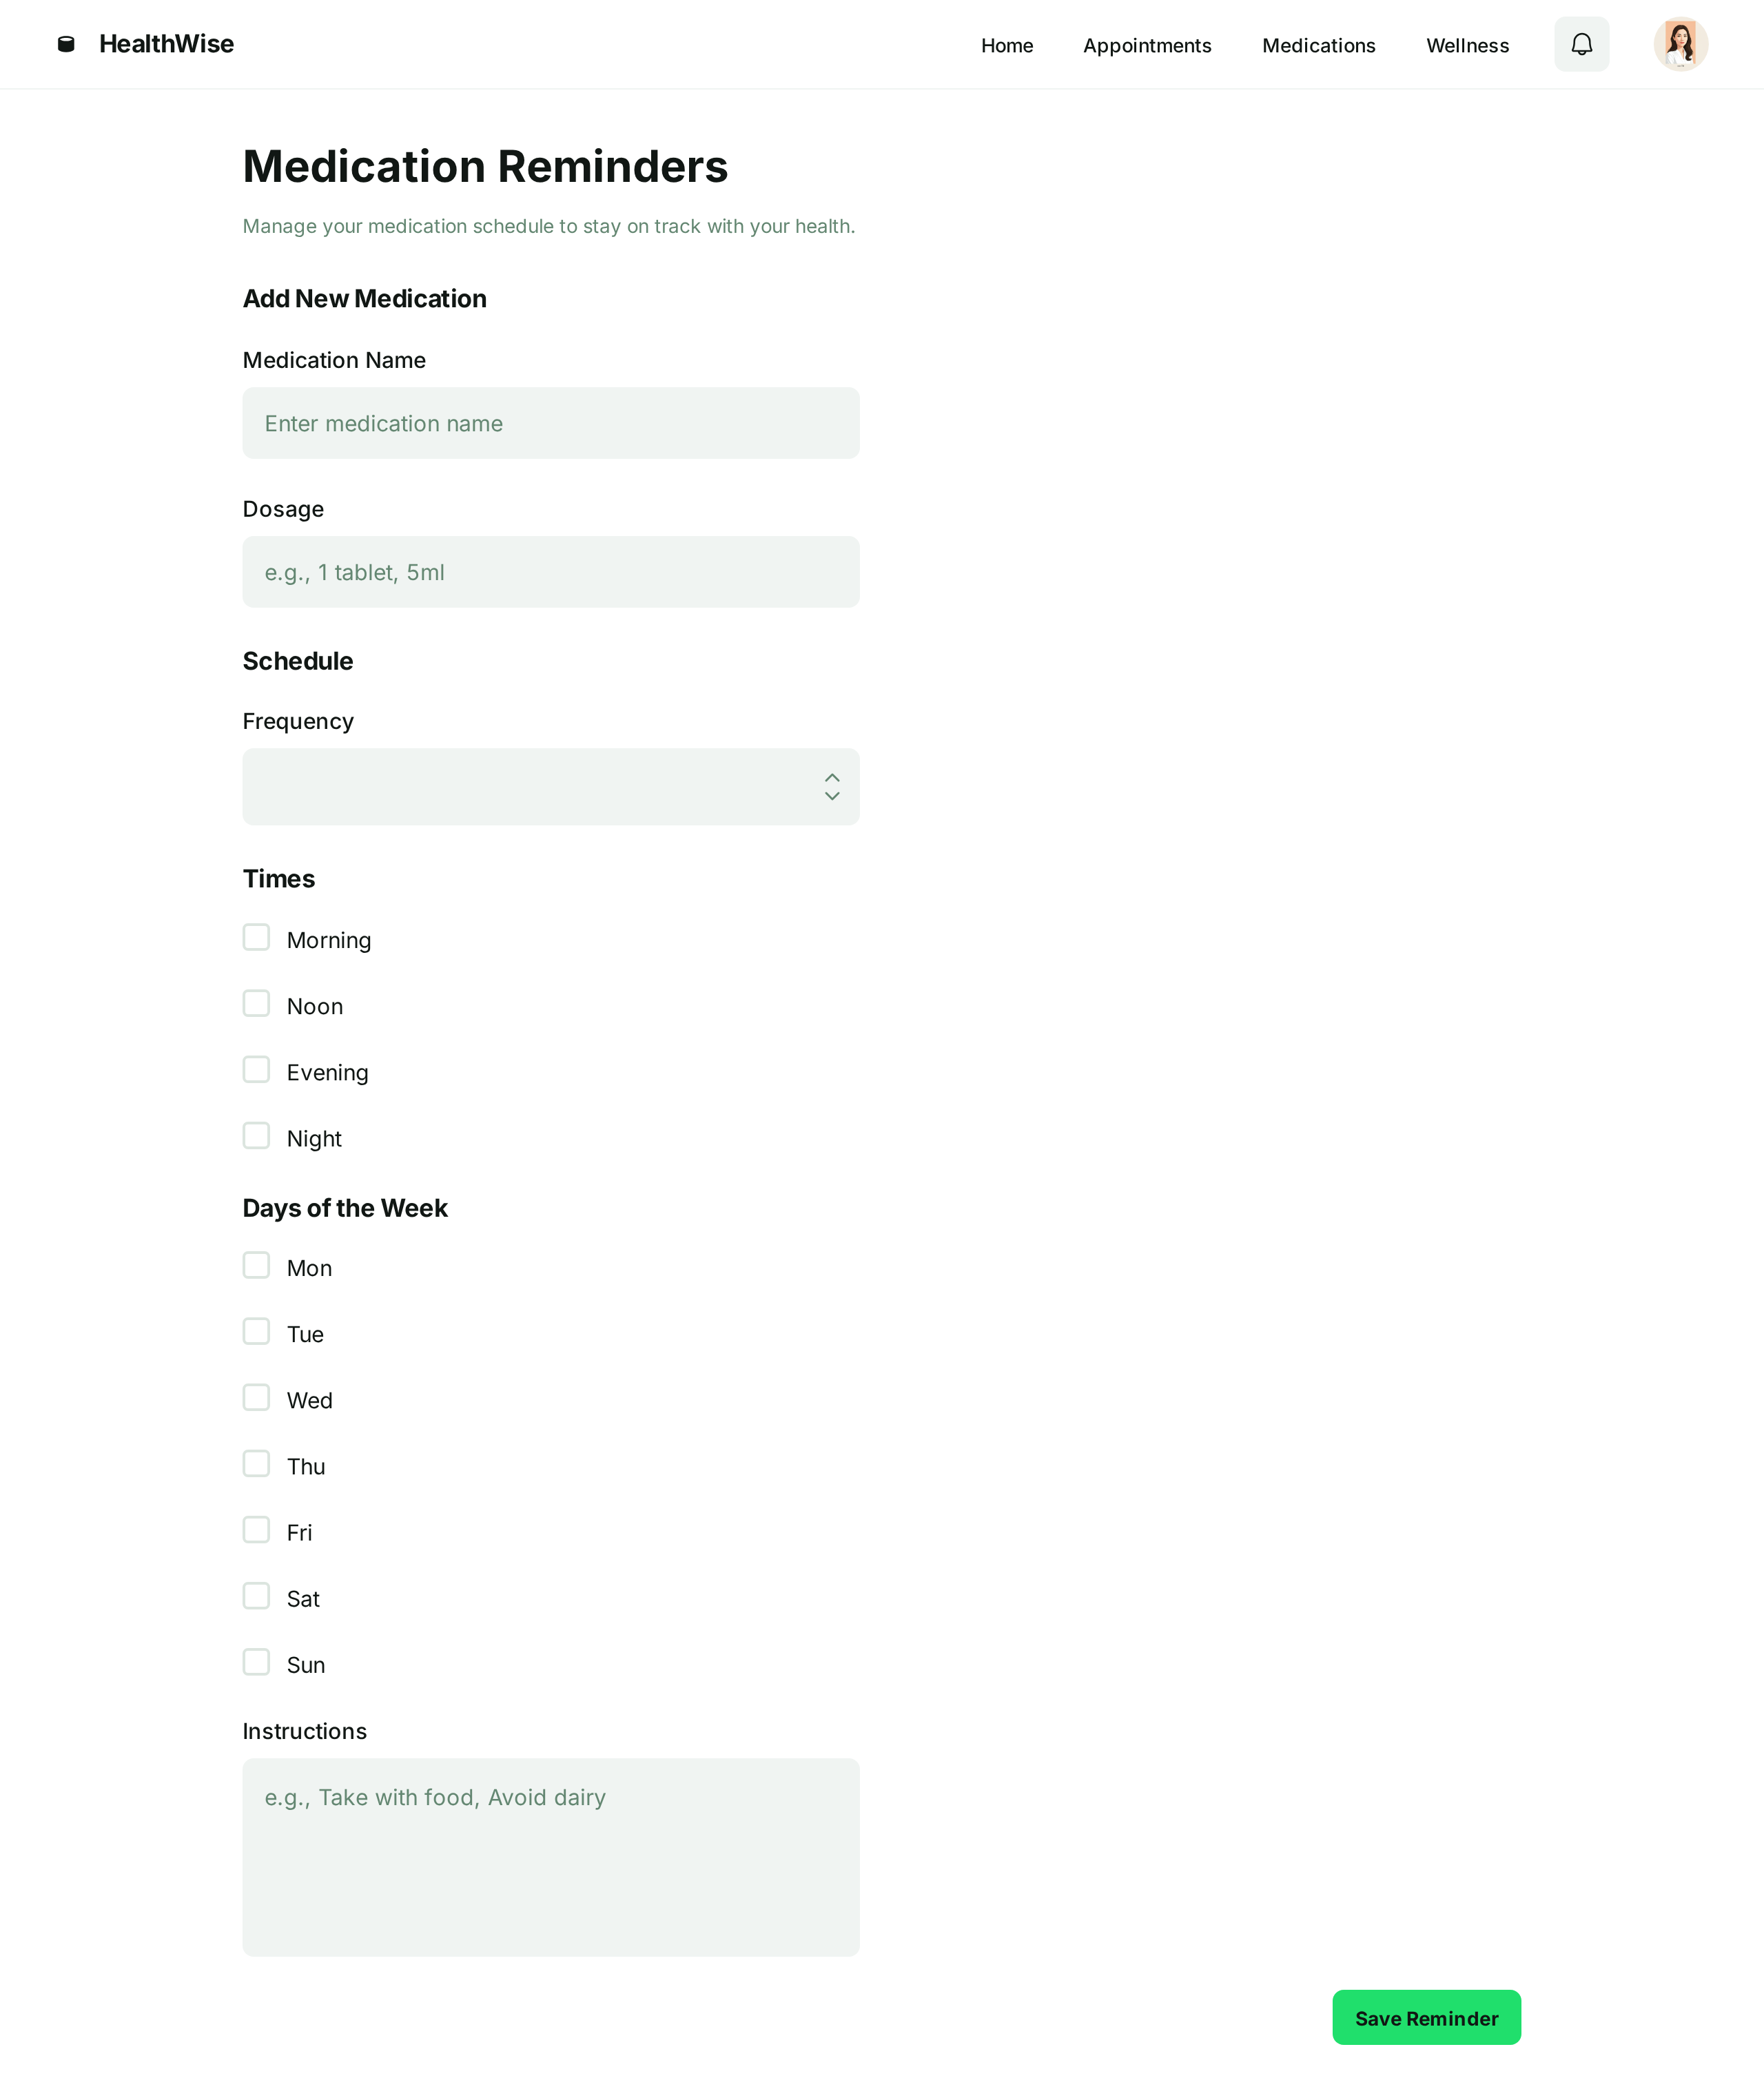 HealthWise
Home
Appointments
Medications
Wellness
Medication Reminders
Manage your medication schedule to stay on track with your health.
Add New Medication
Medication Name
Enter medication name
Dosage
e.g., 1 tablet, 5ml
Schedule
Frequency
Times
Morning
Noon
Evening
Night
Days of the Week
Mon
Tue
Wed
Thu
Fri
Sat
Sun
Instructions
e.g., Take with food, Avoid dairy
Save Reminder